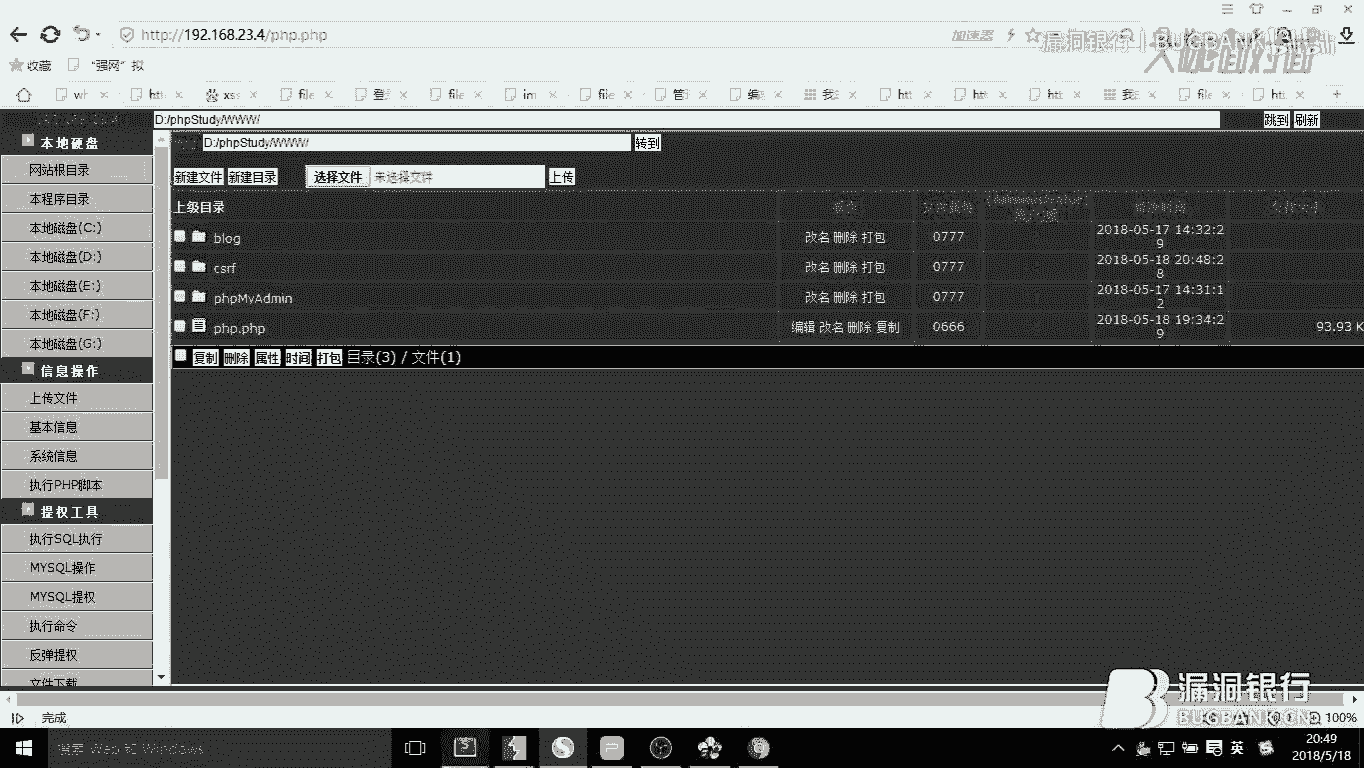 http://192.168.23.4/php.php
加速器
漏洞银行 | BUGBANK
大咖面对面
收藏 "强网" 拟
wh htt xss file 登录 file im file 管 编 我 htt htt htt 我 file htt
D:/phpStudy/WWW/ 跳到 刷新
本地硬盘
D:/phpStudy/WWW/ 转到
网站根目录
新建文件 新建目录 选择文件 未选择文件 上传
本程序目录
上级目录
本地磁盘(C:)
blog 改名 删除 打包 0777 2018-05-17 14:32:29
本地磁盘(D:)
csrf 改名 删除 打包 0777 2018-05-18 20:48:28
本地磁盘(E:)
phpMyAdmin 改名 删除 打包 0777 2018-05-17 14:31:12
本地磁盘(F:)
php.php 编辑 改名 删除 复制 0666 2018-05-18 19:34:29 93.93 K
本地磁盘(G:)
复制 删除 属性 时间 打包 目录(3) / 文件(1)
信息操作
上传文件
基本信息
系统信息
执行PHP脚本
提权工具
执行SQL执行
MYSQL操作
MYSQL提权
执行命令
反弹提权
文件下载
漏洞银行
BUGBANK.CN
完成 100%
搜索 Web 和 Windows
英
20:49
2018/5/18